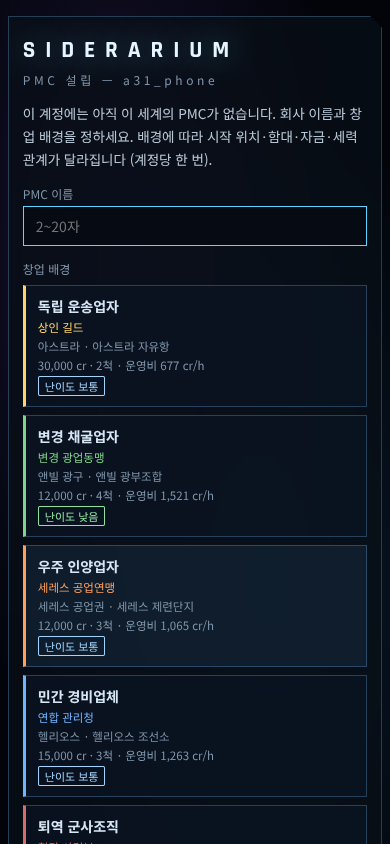 SIDERARIUM
PMC 설립 — a31_phone
이 계정에는 아직 이 세계의 PMC가 없습니다. 회사 이름과 창
업 배경을 정하세요. 배경에 따라 시작 위치·함대·자금·세력
관계가 달라집니다 (계정당 한 번).
PMC 이름
2~20자
창업 배경
독립 운송업자
상인 길드
아스트라 · 아스트라 자유항
30,000 cr · 2척 · 운영비 677 cr/h
난이도 보통
변경 채굴업자
변경 광업동맹
앤빌 광구 · 앤빌 광부조합
12,000 cr · 4척 · 운영비 1,521 cr/h
난이도 낮음
우주 인양업자
세레스 공업연맹
세레스 공업권 · 세레스 제련단지
12,000 cr · 3척 · 운영비 1,065 cr/h
난이도 보통
민간 경비업체
연합 관리청
헬리오스 · 헬리오스 조선소
15,000 cr · 3척 · 운영비 1,263 cr/h
난이도 보통
퇴역 군사조직